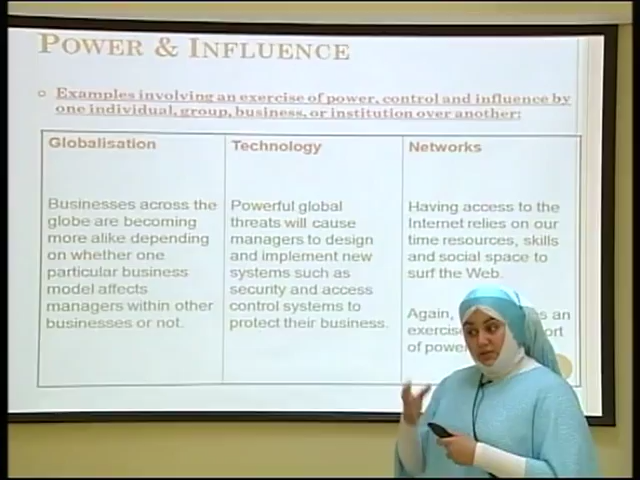 POWER & INFLUENCE
Examples involving an exercise of power, control and influence by
one individual, group, business, or institution over another:
Globalisation
Businesses across the
globe are becoming
more alike depending
on whether one
particular business
model affects
managers within other
businesses or not.
Technology
Powerful global
threats will cause
managers to design
and implement new
systems such as
security and access
control systems to
protect their business.
Networks
Having access to the
Internet relies on our
time resources, skills
and social space to
surf the Web.
Again, s an
exercis ort
of power